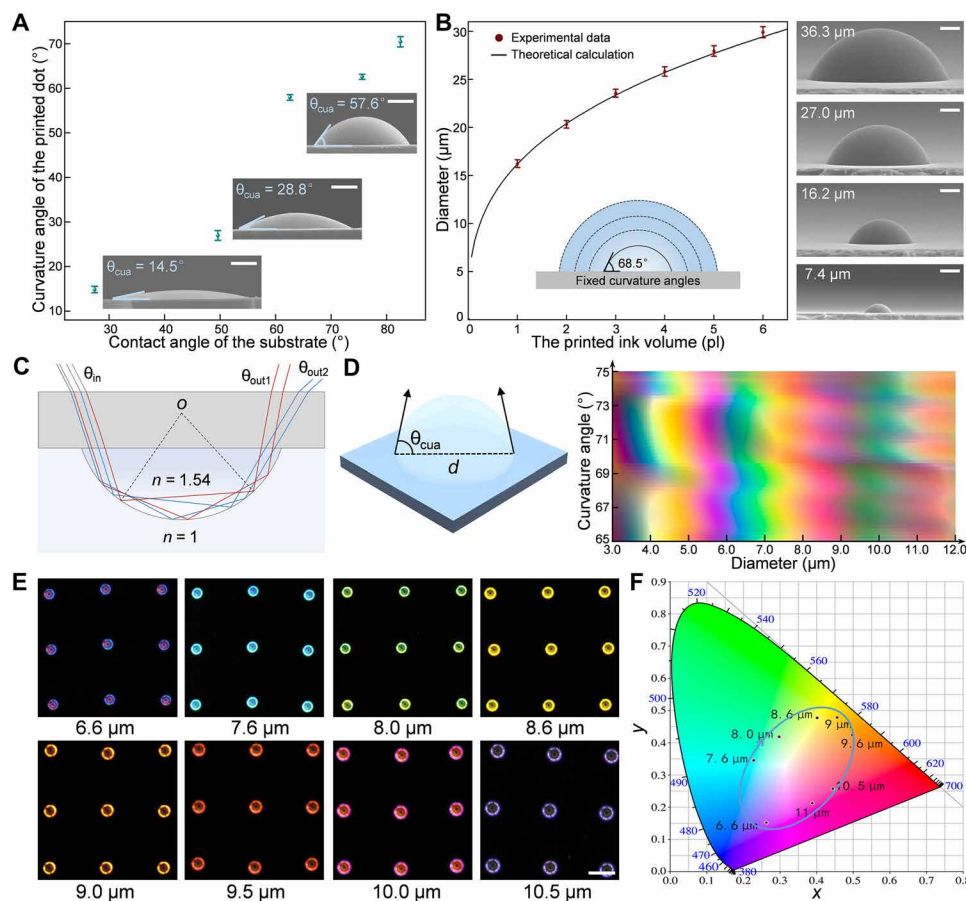 A
Curvature angle of the printed dot (°)
70
60
50
40
30
20
10
30
40
50
60
70
80
Contact angle of the substrate (°)
θcua = 57.6°
θcua = 28.8°
θcua = 14.5°
B
Experimental data
Theoretical calculation
Diameter (μm)
30
25
20
15
10
5
0
0
1
2
3
4
5
6
The printed ink volume (pl)
68.5°
Fixed curvature angles
36.3 μm
27.0 μm
16.2 μm
7.4 μm
C
θin
θout1
θout2
o
n = 1.54
n = 1
D
θcua
d
Curvature angle (°)
75
73
71
69
67
65
3.0
4.0
5.0
6.0
7.0
8.0
9.0
10.0
11.0
12.0
Diameter (μm)
E
6.6 μm
7.6 μm
8.0 μm
8.6 μm
9.0 μm
9.5 μm
10.0 μm
10.5 μm
F
y
0.9
0.8
0.7
0.6
0.5
0.4
0.3
0.2
0.1
0.0
0.0
0.1
0.2
0.3
0.4
0.5
0.6
0.7
0.8
x
520
540
560
580
600
620
700
500
490
480
470
460
380
8.6 μm
9 μm
8.0 μm
9.6 μm
7.6 μm
10.5 μm
11 μm
6.6 μm